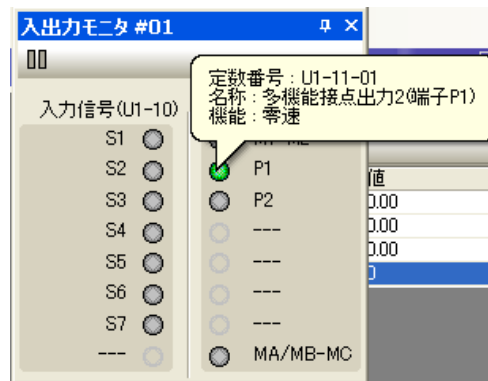 入出力モニタ #01
定数番号：U1-11-01
名称：多機能接点出力2(端子P1)
機能：零速
入力信号(U1-10)
S1
S2 P1
S3 P2
S4 ---
S5 ---
S6 ---
S7 ---
--- MA/MB-MC
値
0.00
0.00
0.00